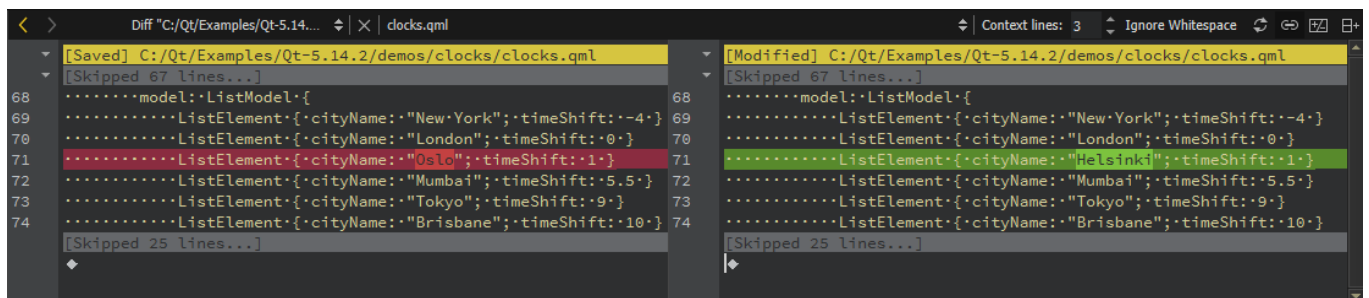 Diff "C:/Qt/Examples/Qt-5.14.... clocks.qml Context lines: 3 Ignore Whitespace
[Saved] C:/Qt/Examples/Qt-5.14.2/demos/clocks/clocks.qml
[Skipped 67 lines...]
68 ········model:·ListModel·{
69 ············ListElement·{·cityName:·"New·York";·timeShift:·-4·}
70 ············ListElement·{·cityName:·"London";·timeShift:·0·}
71 ············ListElement·{·cityName:·"Oslo";·timeShift:·1·}
72 ············ListElement·{·cityName:·"Mumbai";·timeShift:·5.5·}
73 ············ListElement·{·cityName:·"Tokyo";·timeShift:·9·}
74 ············ListElement·{·cityName:·"Brisbane";·timeShift:·10·}
[Skipped 25 lines...]
[Modified] C:/Qt/Examples/Qt-5.14.2/demos/clocks/clocks.qml
[Skipped 67 lines...]
68 ········model:·ListModel·{
69 ············ListElement·{·cityName:·"New·York";·timeShift:·-4·}
70 ············ListElement·{·cityName:·"London";·timeShift:·0·}
71 ············ListElement·{·cityName:·"Helsinki";·timeShift:·1·}
72 ············ListElement·{·cityName:·"Mumbai";·timeShift:·5.5·}
73 ············ListElement·{·cityName:·"Tokyo";·timeShift:·9·}
74 ············ListElement·{·cityName:·"Brisbane";·timeShift:·10·}
[Skipped 25 lines...]